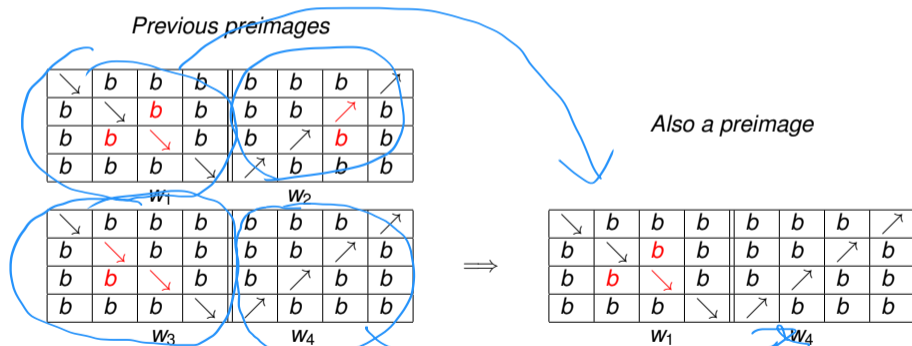 Previous preimages
↘ b b b b b b ↗
b ↘ b b b b ↗ b
b b ↘ b b ↗ b b
b b b ↘ ↗ b b b
w₁ w₂
Also a preimage
↘ b b b b b b ↗
b ↘ b b b b ↗ b
b b ↘ b b ↗ b b
b b b ↘ ↗ b b b
w₃ w₄
⟹
↘ b b b b b b ↗
b ↘ b b b b ↗ b
b b ↘ b b ↗ b b
b b b ↘ ↗ b b b
w₁ w₄